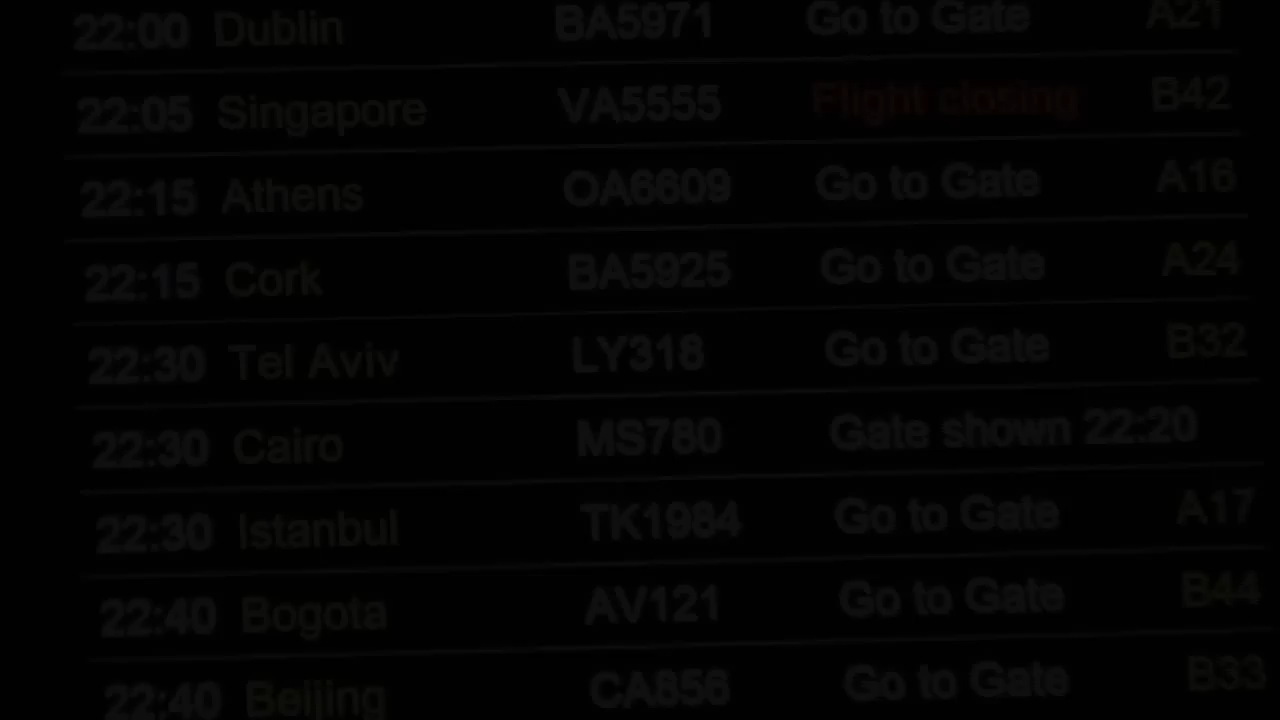 22:00 Dublin BA5971 Go to Gate A21
22:05 Singapore VA5555 Flight closing B42
22:15 Athens OA6609 Go to Gate A16
22:15 Cork BA5925 Go to Gate A24
22:30 Tel Aviv LY318 Go to Gate B32
22:30 Cairo MS780 Gate shown 22:20
22:30 Istanbul TK1984 Go to Gate A17
22:40 Bogota AV121 Go to Gate B44
22:40 Beijing CA856 Go to Gate B33